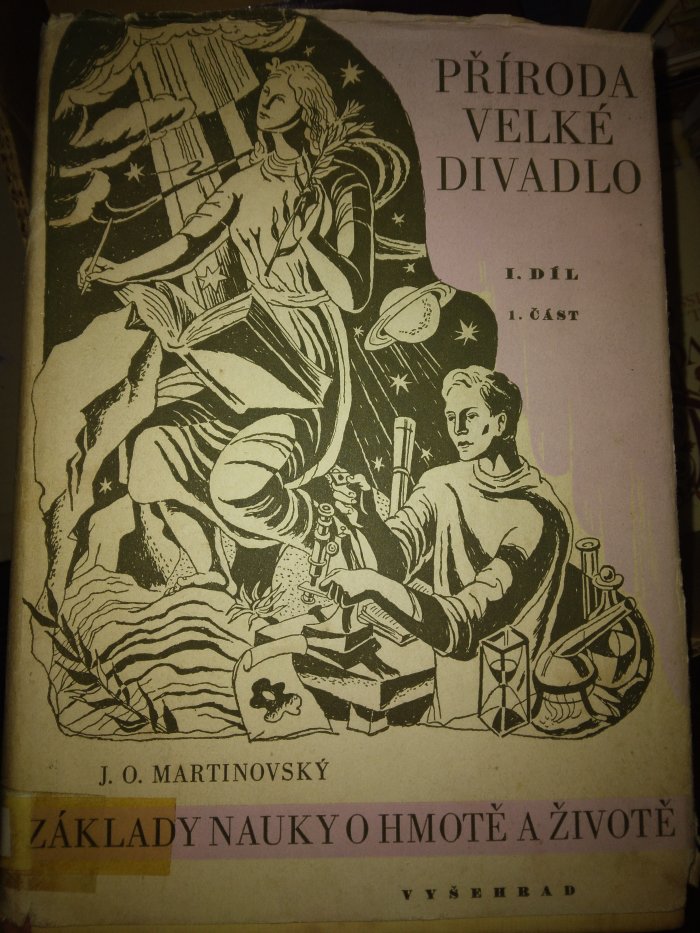 PŘÍRODA
VELKÉ
DIVADLO
I. DÍL
1. ČÁST
J. O. MARTINOVSKÝ
ZÁKLADY NAUKY O HMOTĚ A ŽIVOTĚ
VYŠEHRAD